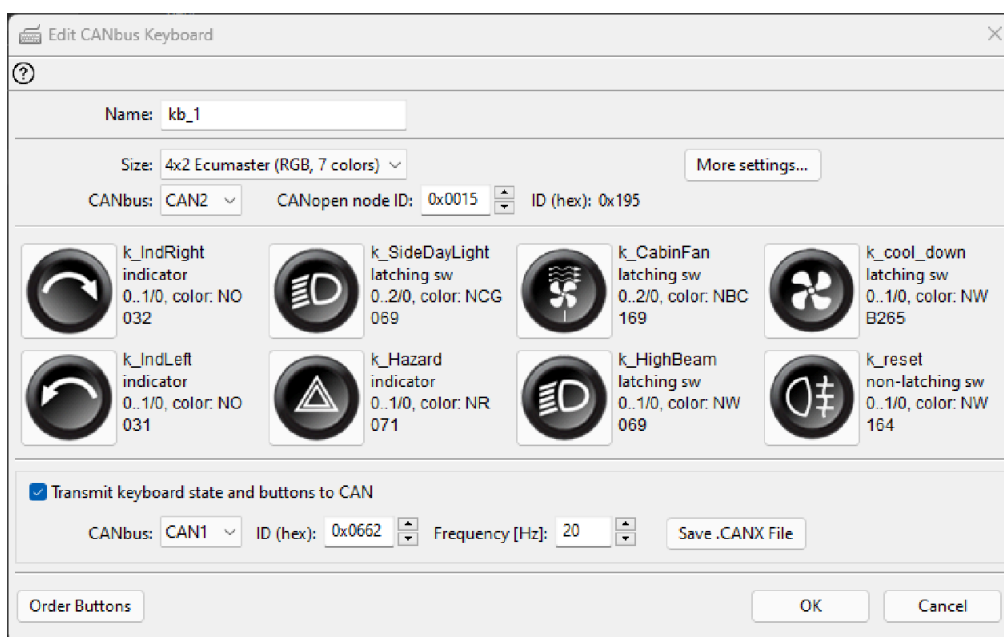 Edit CANbus Keyboard
Name: kb_1
Size: 4x2 Ecumaster (RGB, 7 colors)
More settings...
CANbus: CAN2
CANopen node ID: 0x0015
ID (hex): 0x195
k_IndRight
indicator
0..1/0, color: NO
032
k_SideDayLight
latching sw
0..2/0, color: NCG
069
k_CabinFan
latching sw
0..2/0, color: NBC
169
k_cool_down
latching sw
0..1/0, color: NW
B265
k_IndLeft
indicator
0..1/0, color: NO
031
k_Hazard
indicator
0..1/0, color: NR
071
k_HighBeam
latching sw
0..1/0, color: NW
069
k_reset
non-latching sw
0..1/0, color: NW
164
Transmit keyboard state and buttons to CAN
CANbus: CAN1
ID (hex): 0x0662
Frequency [Hz]: 20
Save .CANX File
Order Buttons
OK
Cancel